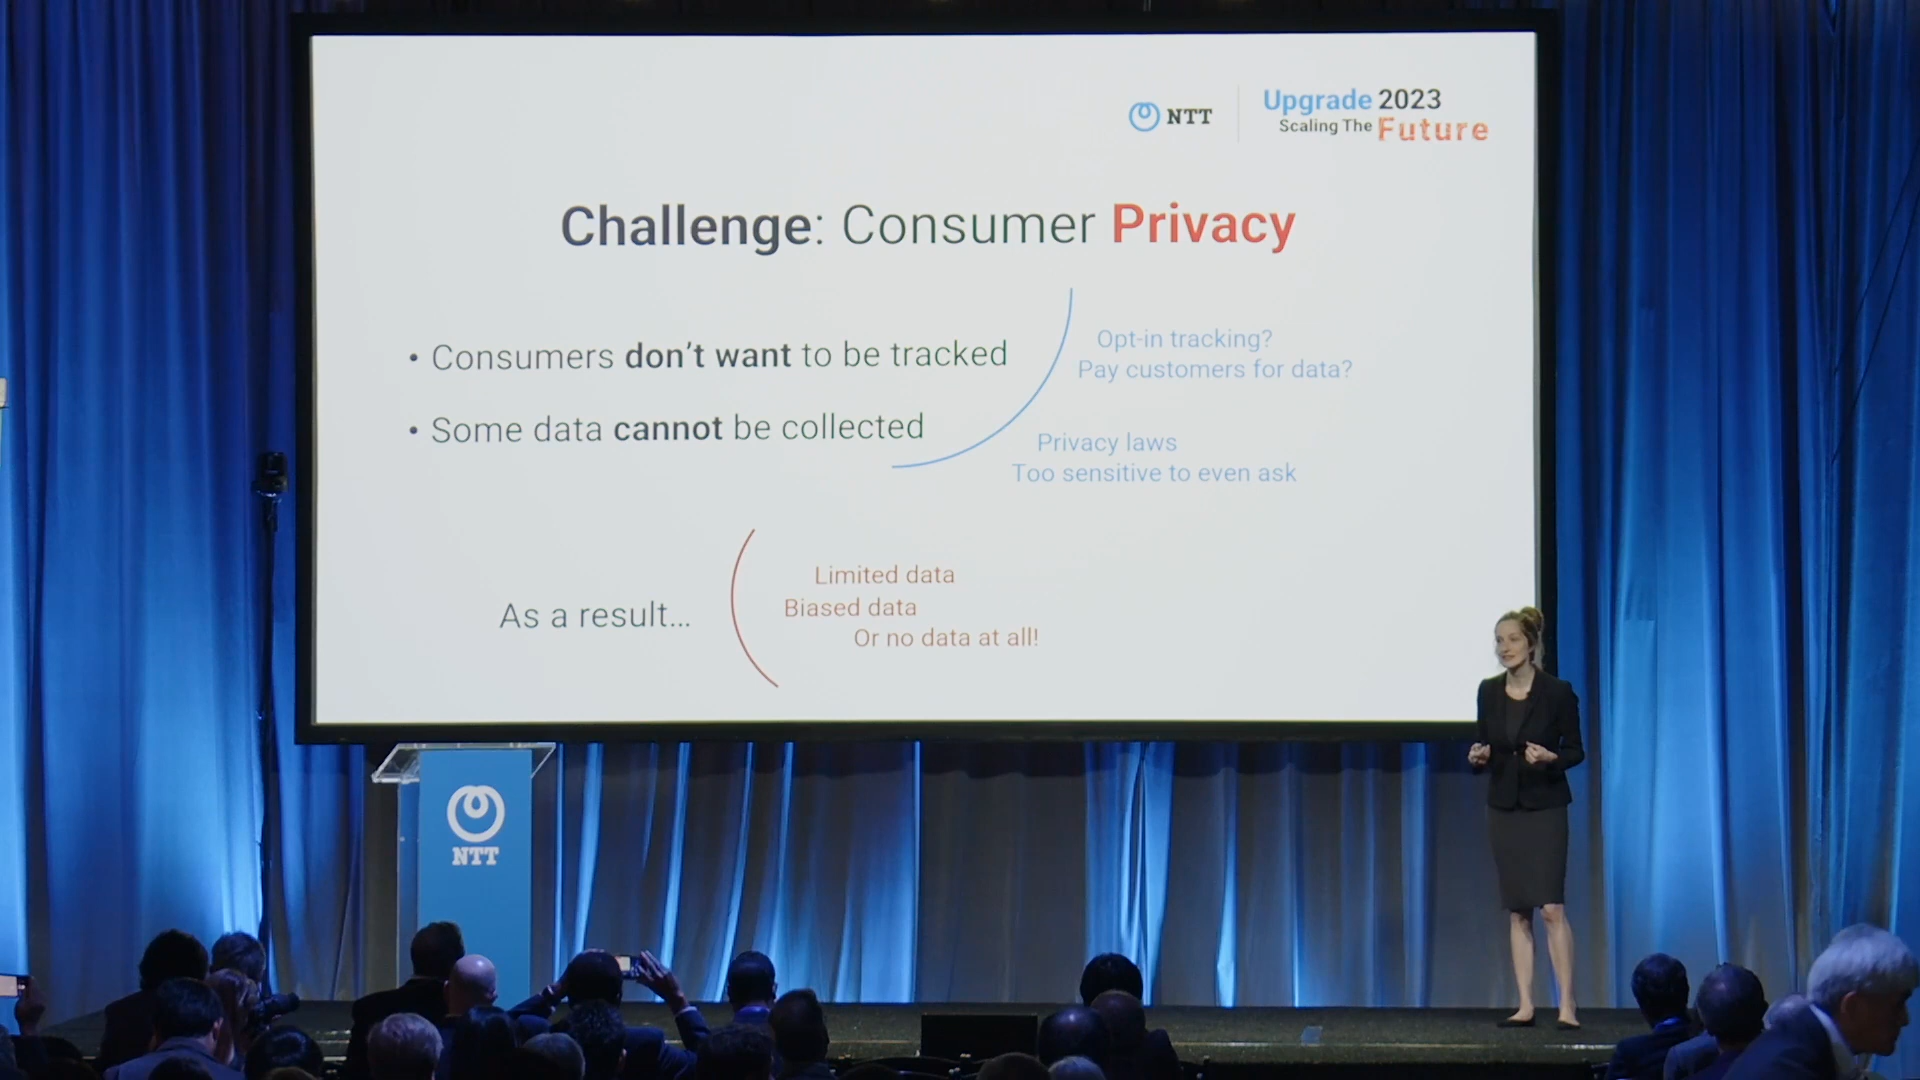 NTT
Upgrade 2023
Scaling The Future
Challenge: Consumer Privacy
• Consumers don't want to be tracked
Opt-in tracking?
Pay customers for data?
• Some data cannot be collected
Privacy laws
Too sensitive to even ask
As a result...
Limited data
Biased data
Or no data at all!
NTT